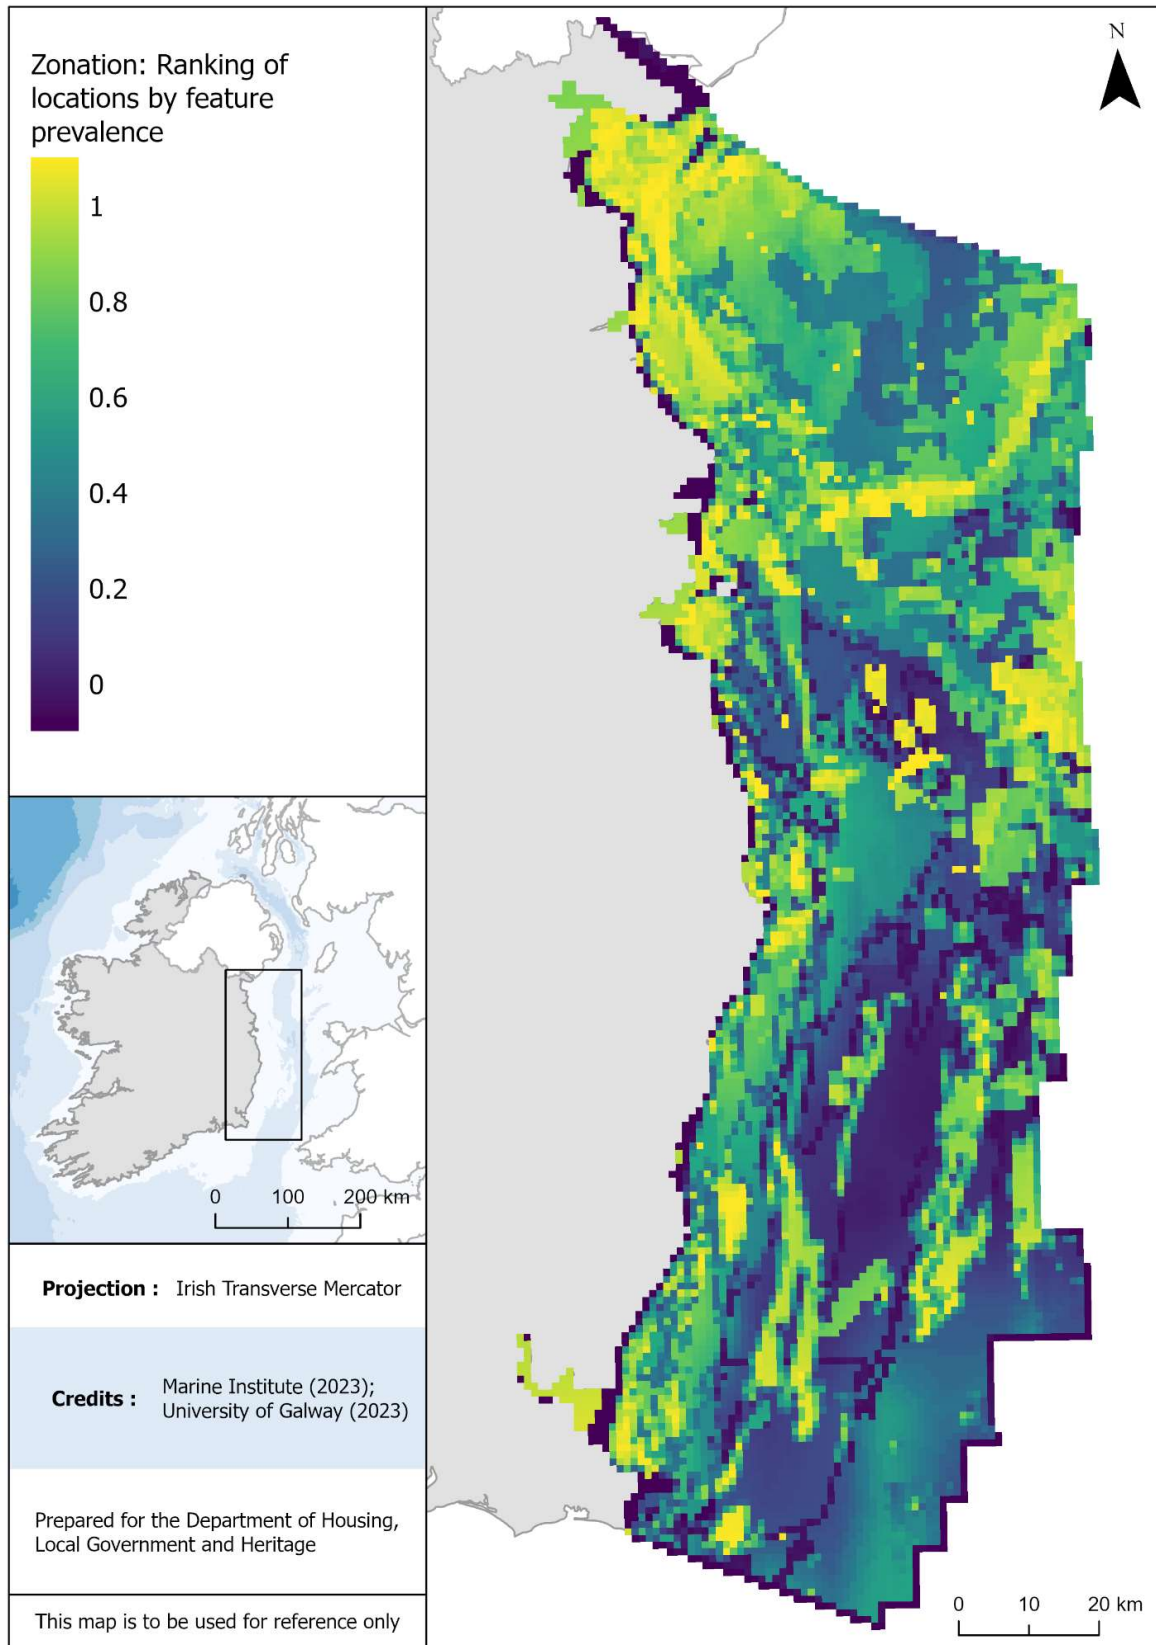 Zonation: Ranking of
locations by feature
prevalence
1
0.8
0.6
0.4
0.2
0
N
0 100 200 km
Projection : Irish Transverse Mercator
Credits : Marine Institute (2023);
University of Galway (2023)
Prepared for the Department of Housing,
Local Government and Heritage
This map is to be used for reference only
0 10 20 km